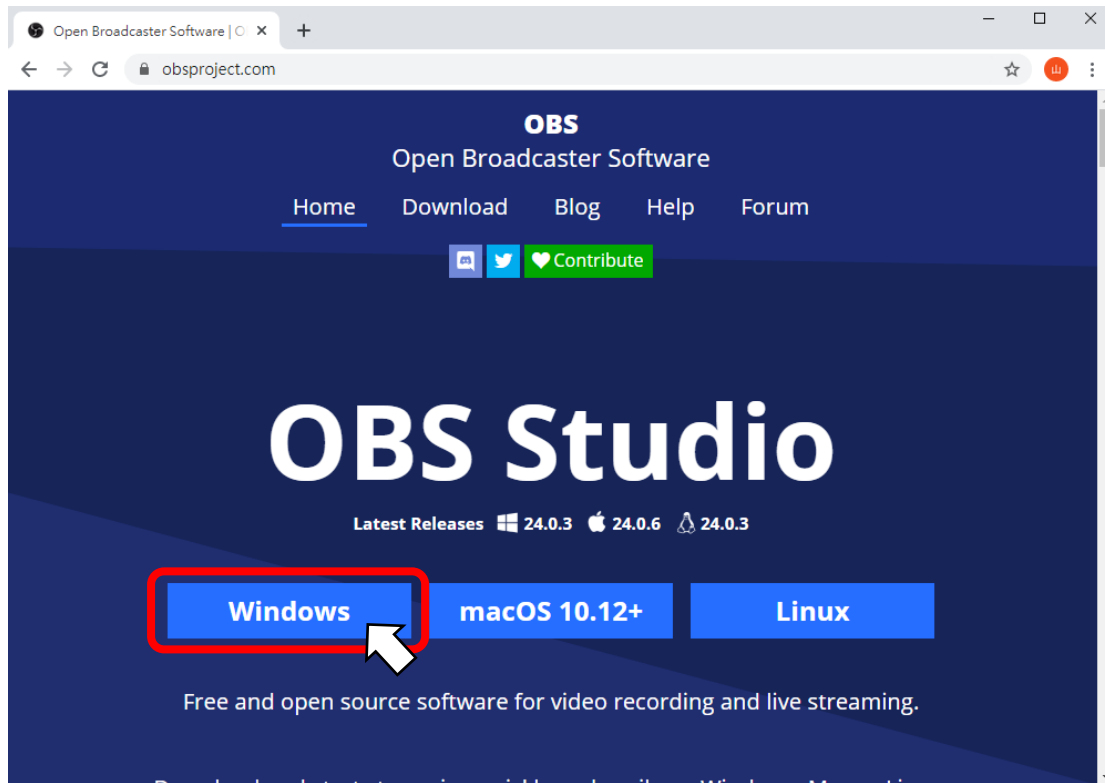 Open Broadcaster Software | O
obsproject.com
山
OBS
Open Broadcaster Software
Home Download Blog Help Forum
Contribute
OBS Studio
Latest Releases 24.0.3 24.0.6 24.0.3
Windows macOS 10.12+ Linux
Free and open source software for video recording and live streaming.